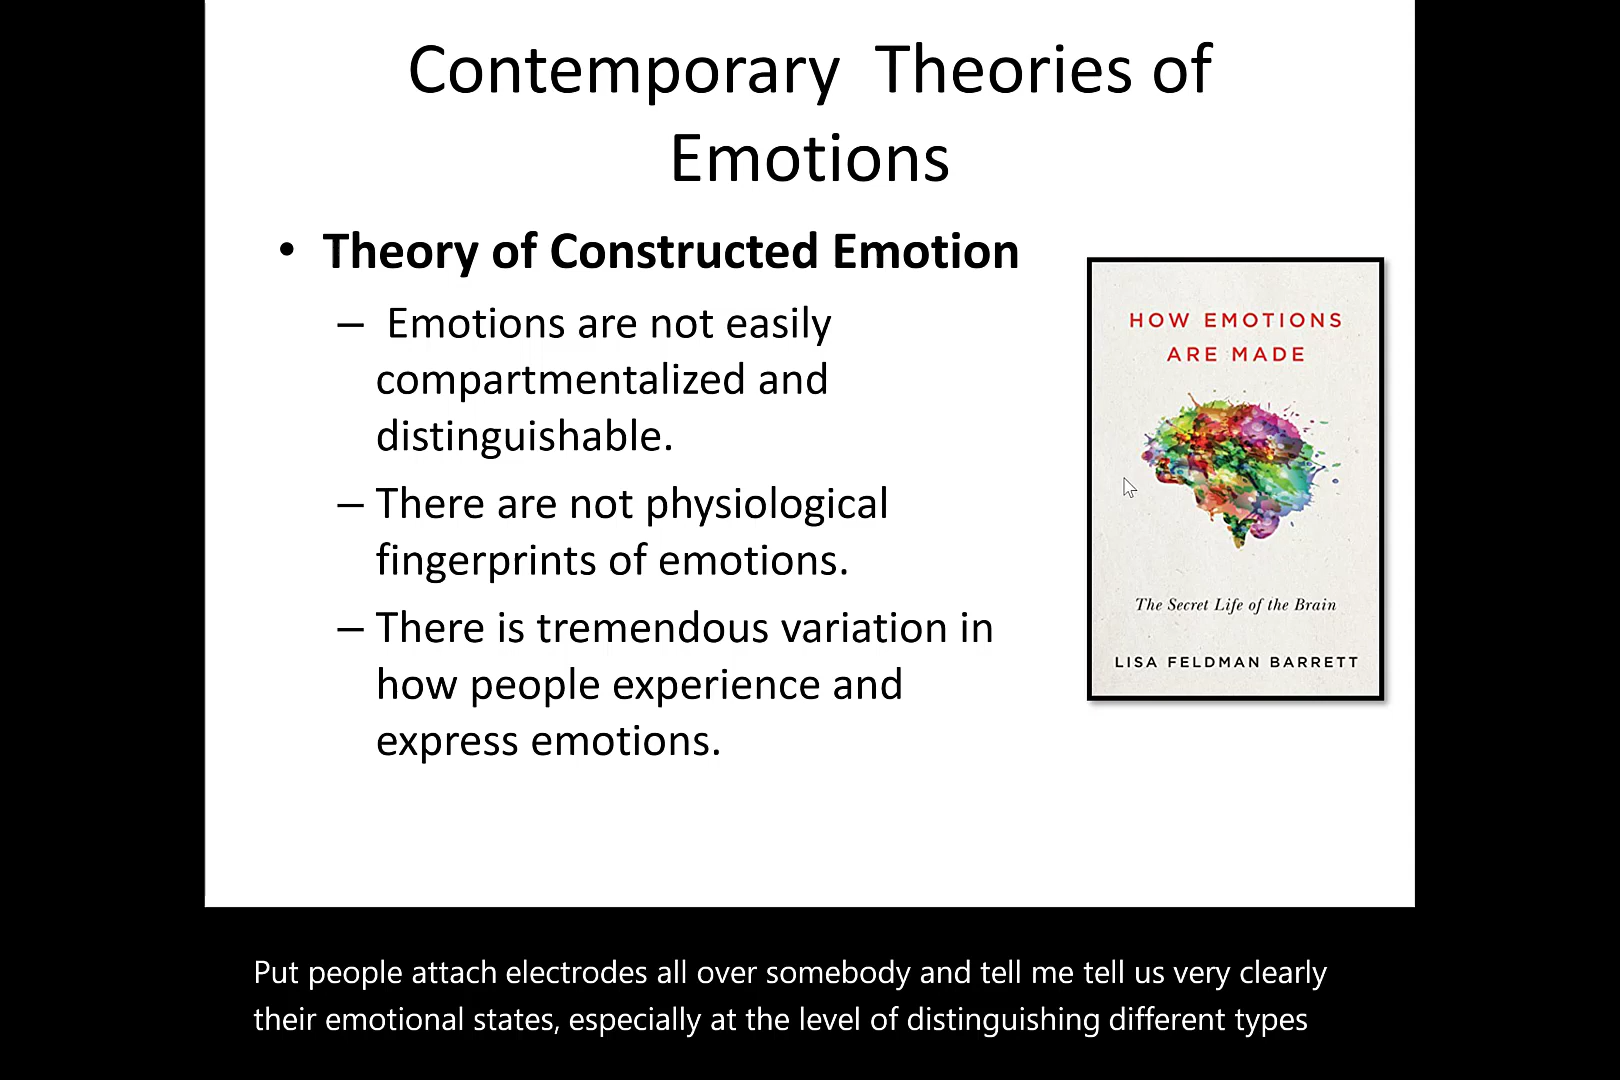 Contemporary Theories of
Emotions
• Theory of Constructed Emotion
– Emotions are not easily
compartmentalized and
distinguishable.
– There are not physiological
fingerprints of emotions.
– There is tremendous variation in
how people experience and
express emotions.
HOW EMOTIONS
ARE MADE
The Secret Life of the Brain
LISA FELDMAN BARRETT
Put people attach electrodes all over somebody and tell me tell us very clearly
their emotional states, especially at the level of distinguishing different types